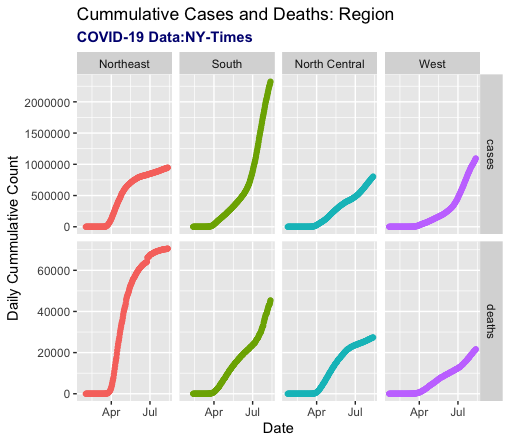 Cummulative Cases and Deaths: Region
COVID-19 Data:NY-Times
Northeast South North Central West
2000000
1500000
1000000
500000
0
cases
60000
40000
20000
0
deaths
Daily Cummulative Count
Apr Jul Apr Jul Apr Jul Apr Jul
Date